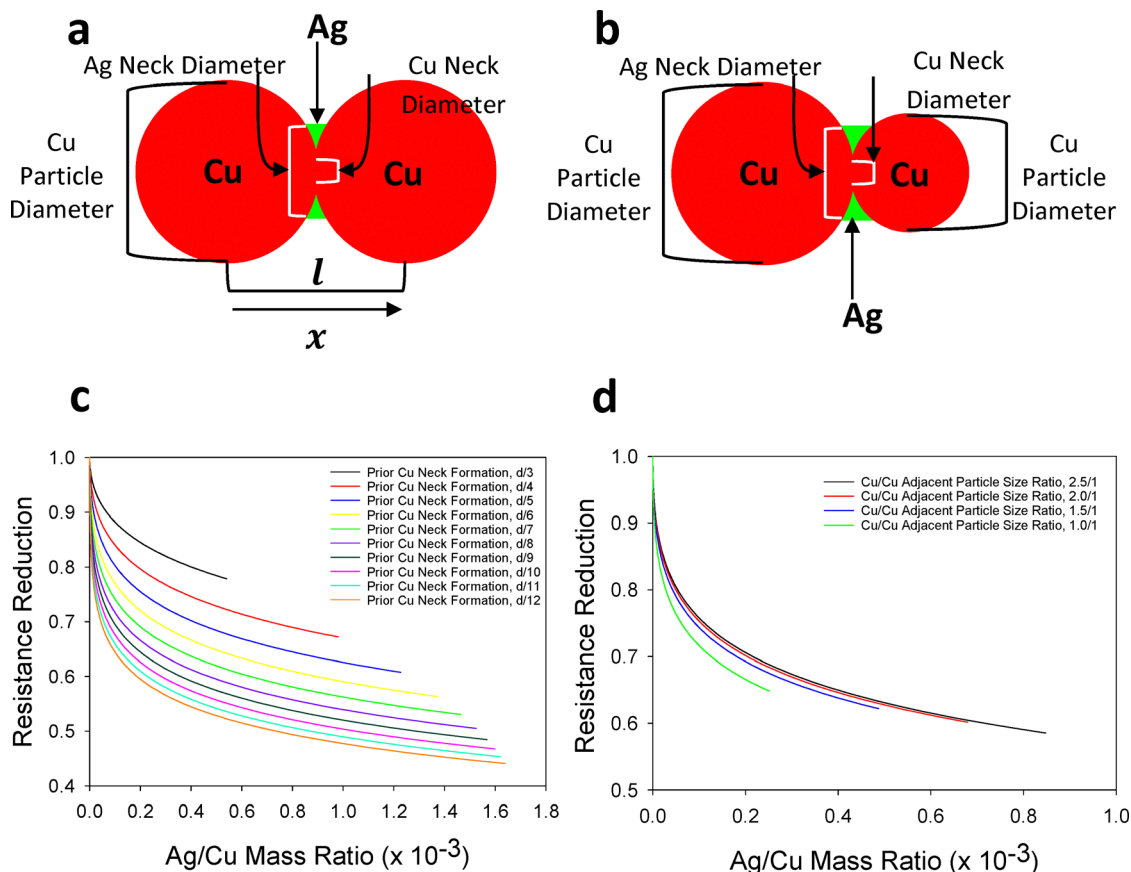 a
Ag
Ag Neck Diameter
Cu Neck
Diameter
Cu
Particle
Diameter
Cu
Cu
l
x
b
Ag Neck Diameter
Cu Neck
Diameter
Cu
Particle
Diameter
Cu
Cu
Cu
Particle
Diameter
Ag
c
Resistance Reduction
1.0
0.9
0.8
0.7
0.6
0.5
0.4
Prior Cu Neck Formation, d/3
Prior Cu Neck Formation, d/4
Prior Cu Neck Formation, d/5
Prior Cu Neck Formation, d/6
Prior Cu Neck Formation, d/7
Prior Cu Neck Formation, d/8
Prior Cu Neck Formation, d/9
Prior Cu Neck Formation, d/10
Prior Cu Neck Formation, d/11
Prior Cu Neck Formation, d/12
0.0 0.2 0.4 0.6 0.8 1.0 1.2 1.4 1.6 1.8
Ag/Cu Mass Ratio (x 10⁻³)
d
Resistance Reduction
1.0
0.9
0.8
0.7
0.6
0.5
Cu/Cu Adjacent Particle Size Ratio, 2.5/1
Cu/Cu Adjacent Particle Size Ratio, 2.0/1
Cu/Cu Adjacent Particle Size Ratio, 1.5/1
Cu/Cu Adjacent Particle Size Ratio, 1.0/1
0.0 0.2 0.4 0.6 0.8 1.0
Ag/Cu Mass Ratio (x 10⁻³)